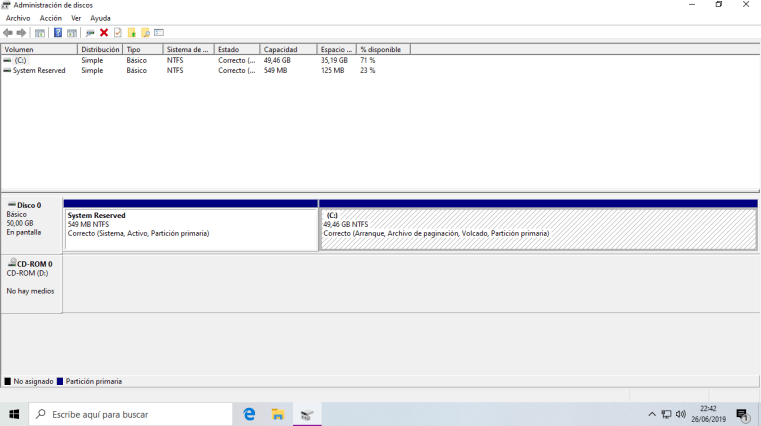 Administración de discos
Archivo Acción Ver Ayuda
Volumen Distribución Tipo Sistema de ... Estado Capacidad Espacio ... % disponible
(C:) Simple Básico NTFS Correcto (... 49,46 GB 35,19 GB 71 %
System Reserved Simple Básico NTFS Correcto (... 549 MB 125 MB 23 %
Disco 0
Básico
50,00 GB
En pantalla
System Reserved
549 MB NTFS
Correcto (Sistema, Activo, Partición primaria)
(C:)
49,46 GB NTFS
Correcto (Arranque, Archivo de paginación, Volcado, Partición primaria)
CD-ROM 0
CD-ROM (D:)
No hay medios
No asignado Partición primaria
Escribe aquí para buscar
22:42
26/06/2019
1